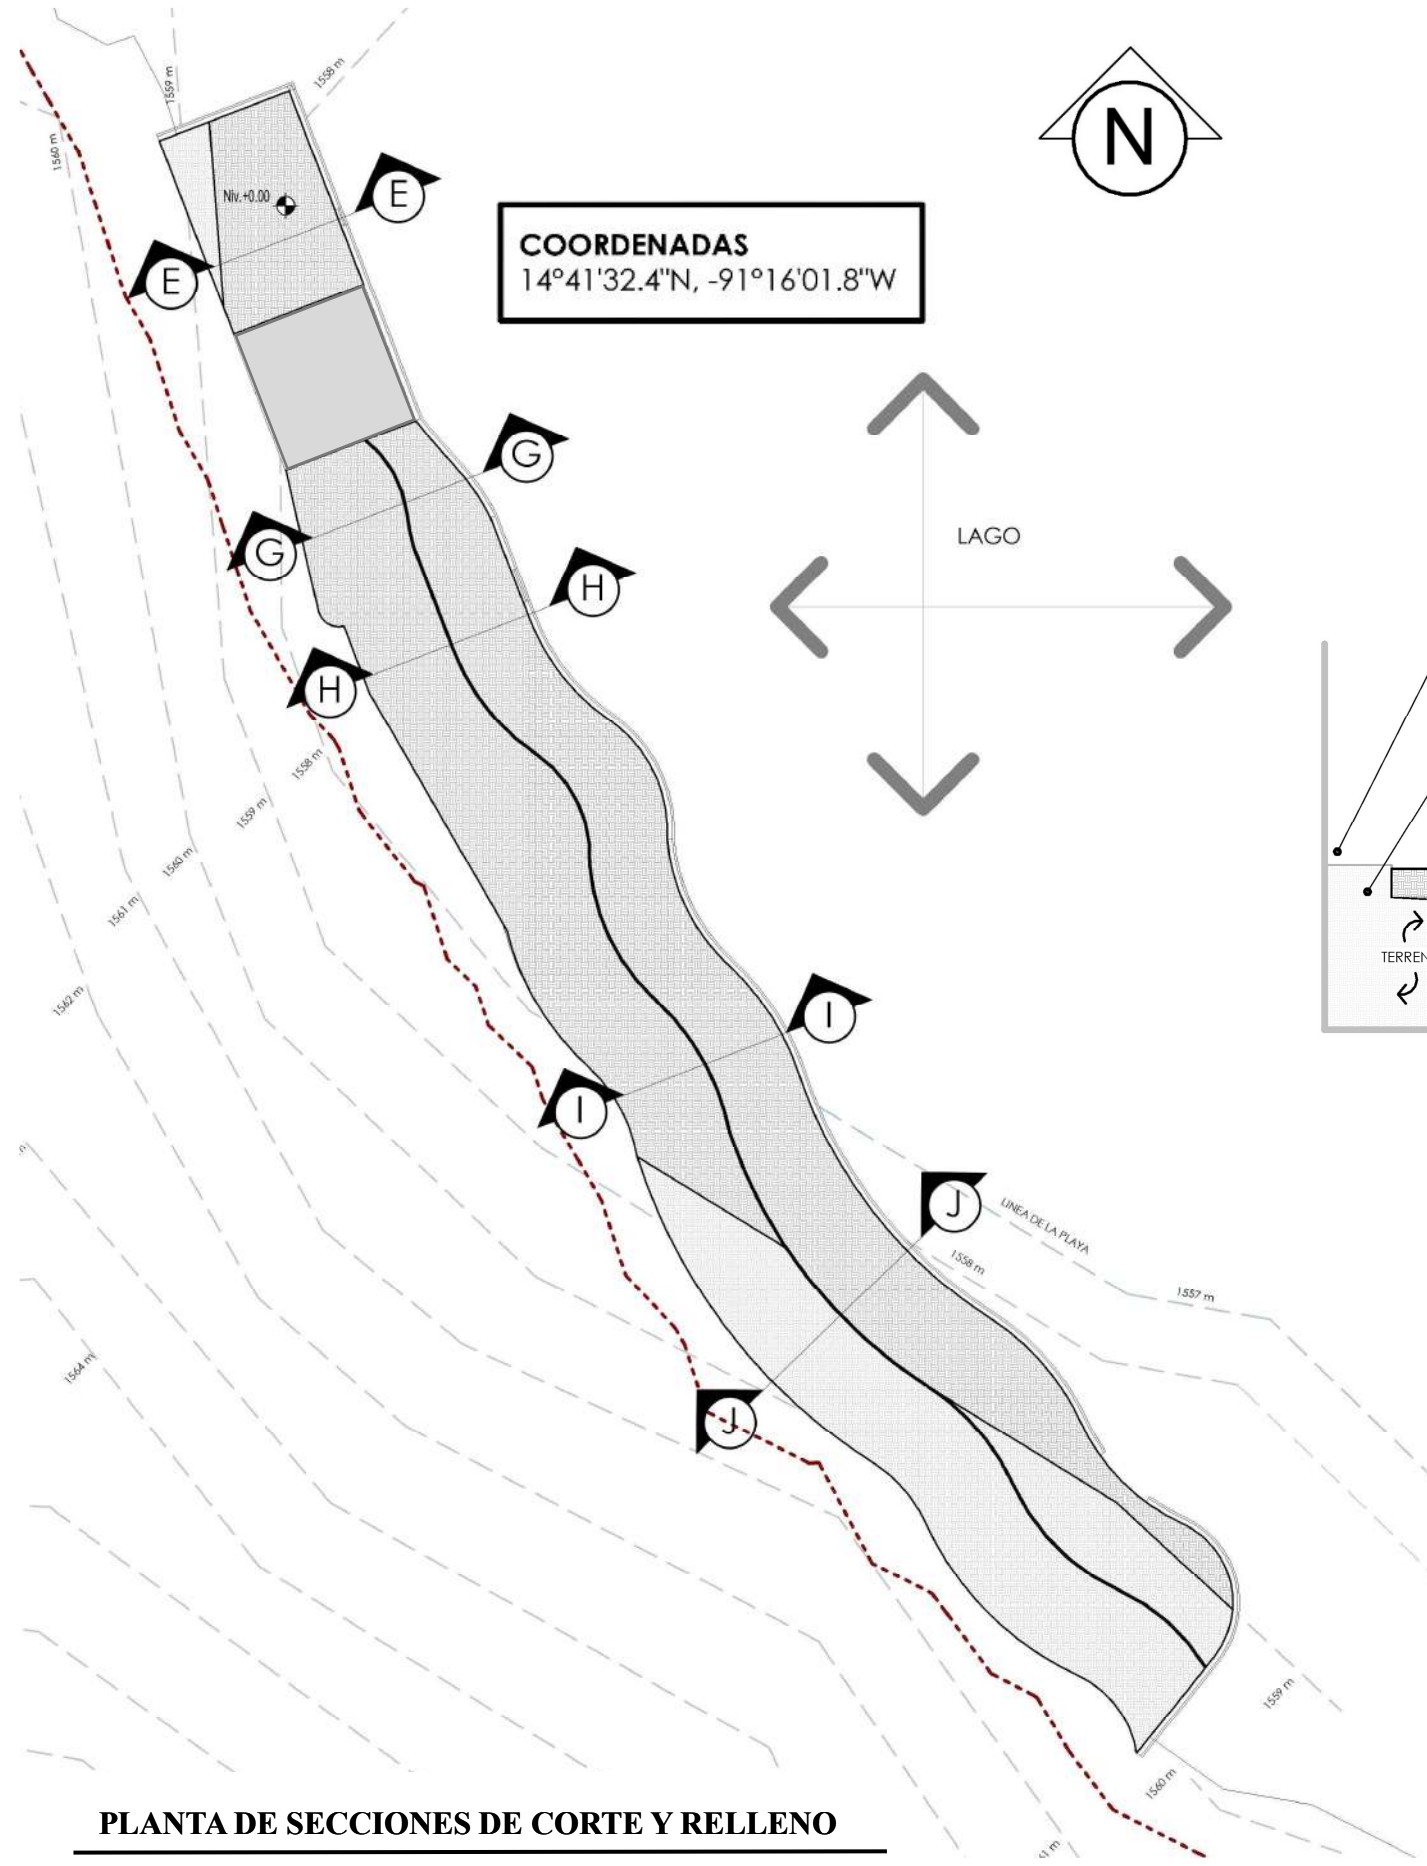 1558 m
1559 m
1560 m
N
Niv.+0.00
E
E
COORDENADAS
14°41'32.4"N, -91°16'01.8"W
G
G
LAGO
H
H
1558 m
1559 m
1560 m
1561 m
1562 m
TERREN
I
I
J
LINEA DE LA PLAYA
1558 m
1557 m
1564 m
J
1559 m
1560 m
PLANTA DE SECCIONES DE CORTE Y RELLENO